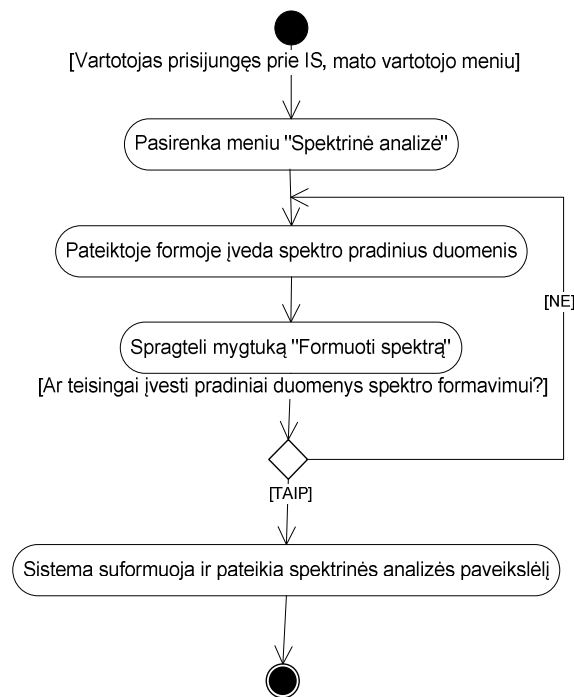 [Vartotojas prisijungęs prie IS, mato vartotojo meniu]
Pasirenka meniu "Spektrinė analizė"
Pateiktoje formoje įveda spektro pradinius duomenis
[NE]
Spragteli mygtuką "Formuoti spektrą"
[Ar teisingai įvesti pradiniai duomenys spektro formavimui?]
[TAIP]
Sistema suformuoja ir pateikia spektrinės analizės paveikslėlį